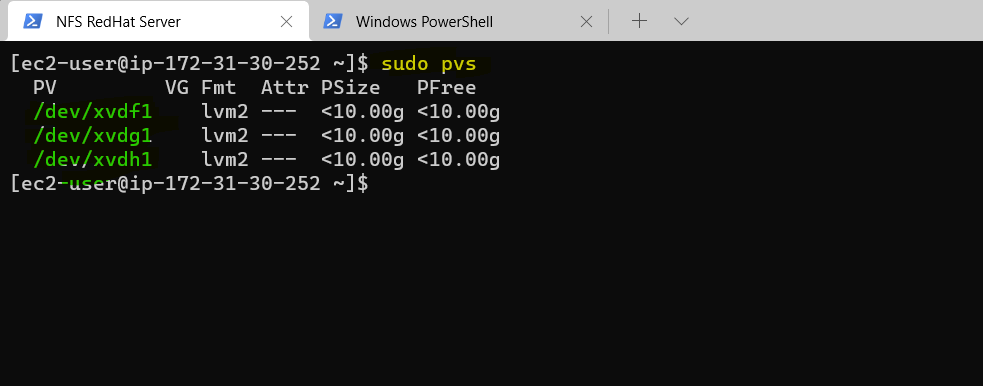 NFS RedHat Server Windows PowerShell
[ec2-user@ip-172-31-30-252 ~]$ sudo pvs
  PV         VG Fmt  Attr PSize   PFree
  /dev/xvdf1    lvm2 ---  <10.00g <10.00g
  /dev/xvdg1    lvm2 ---  <10.00g <10.00g
  /dev/xvdh1    lvm2 ---  <10.00g <10.00g
[ec2-user@ip-172-31-30-252 ~]$